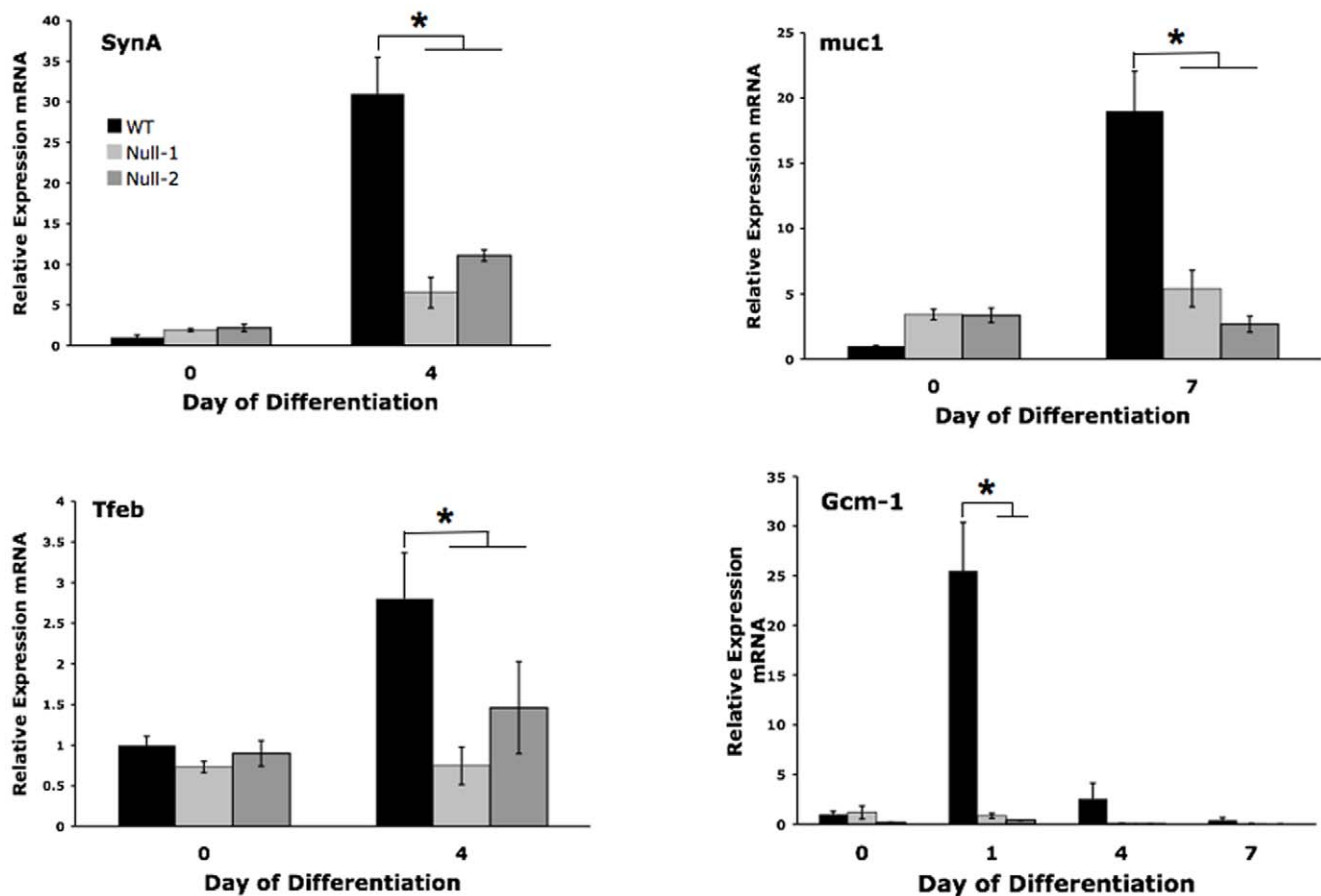 SynA
*
Relative Expression mRNA
40
35
30
25
20
15
10
5
0
WT
Null-1
Null-2
0 4
Day of Differentiation
muc1
*
Relative Expression mRNA
25
20
15
10
5
0
0 7
Day of Differentiation
Tfeb
*
Relative Expression mRNA
4
3.5
3
2.5
2
1.5
1
0.5
0
0 4
Day of Differentiation
Gcm-1
*
Relative Expression
mRNA
35
30
25
20
15
10
5
0
0 1 4 7
Day of Differentiation